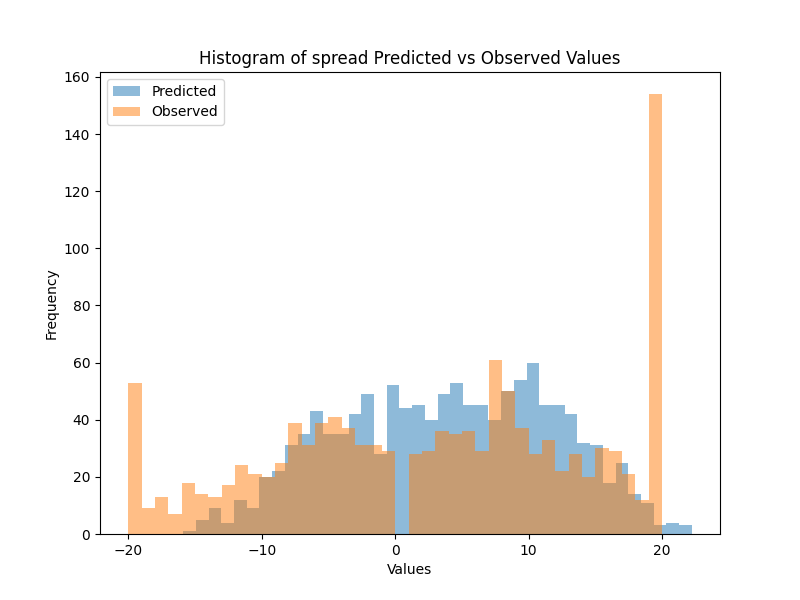 Histogram of spread Predicted vs Observed Values
Predicted
Observed
160
140
120
100
80
60
40
20
0
Frequency
−20
−10
0
10
20
Values